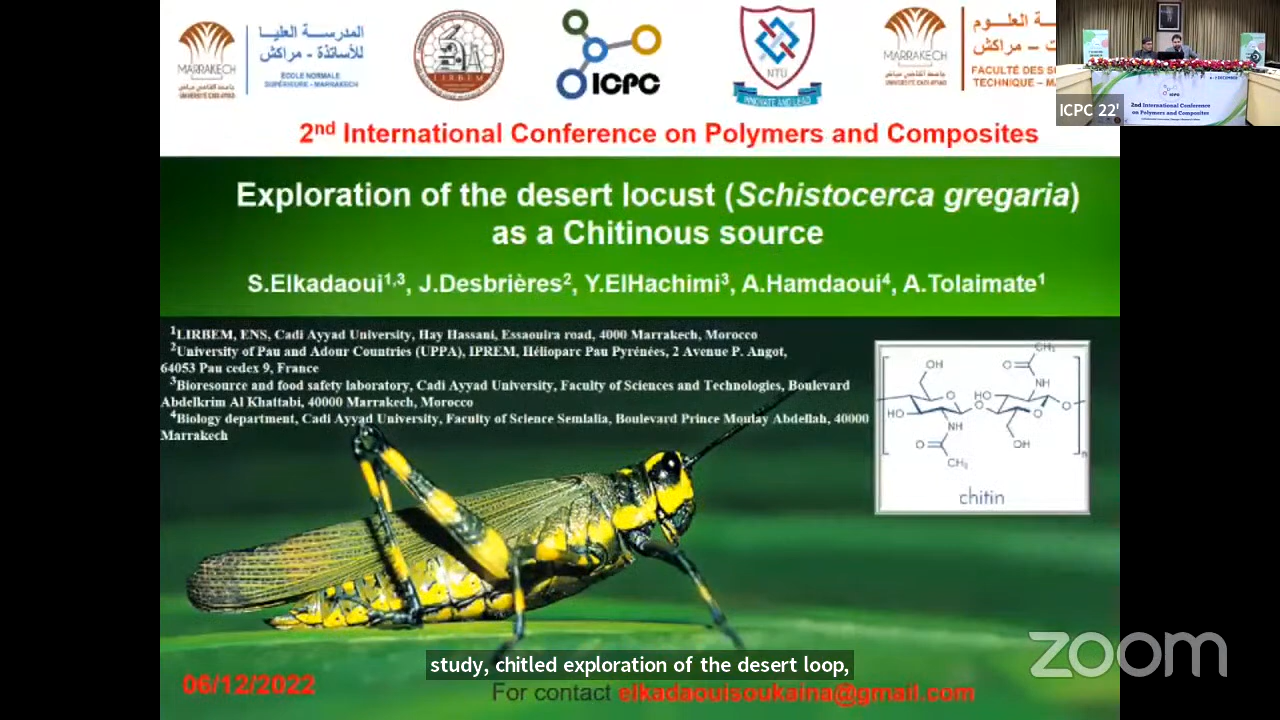 المدرسة العليا
للأساتذة - مراكش
MARRAKECH
ÉCOLE NORMALE
SUPÉRIEURE - MARRAKECH
LIRBEM
ICPC
NTU
INNOVATE AND LEAD
MARRAKECH
FACULTÉ DES
TECHNIQUE - M
ICPC 22'
2nd International Conference
on Polymers and Composites
2nd International Conference on Polymers and Composites
Exploration of the desert locust (Schistocerca gregaria)
as a Chitinous source
S.Elkadaoui1,3, J.Desbrières2, Y.ElHachimi3, A.Hamdaoui4, A.Tolaimate1
1LIRBEM, ENS, Cadi Ayyad University, Hay Hassani, Essaouira road, 4000 Marrakech, Morocco
2University of Pau and Adour Countries (UPPA), IPREM, Hélioparc Pau Pyrénées, 2 Avenue P. Angot,
64053 Pau cedex 9, France
3Bioresource and food safety laboratory, Cadi Ayyad University, Faculty of Sciences and Technologies, Boulevard
Abdelkrim Al Khattabi, 40000 Marrakech, Morocco
4Biology department, Cadi Ayyad University, Faculty of Science Semlalia, Boulevard Prince Moulay Abdellah, 40000
Marrakech
OH
O
CH3
NH
HO
O
O
HO
O
O
NH
O
OH
CH3
n
chitin
zoom
study, chitled exploration of the desert loop,
06/12/2022
For contact elkadaouisoukaina@gmail.com